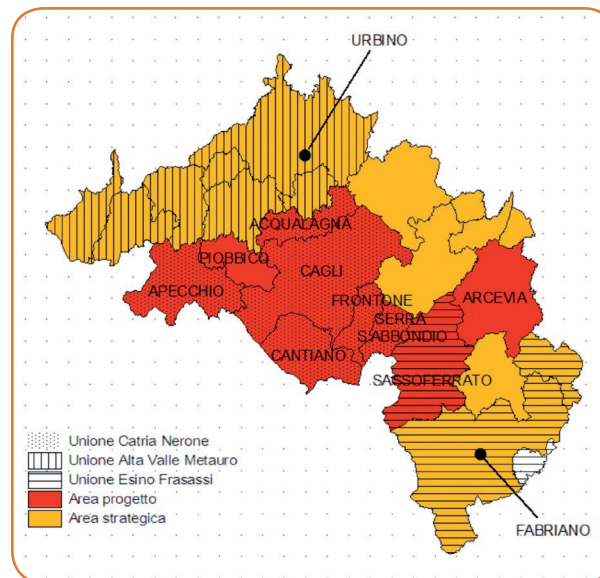 URBINO
ACQUALAGNA
PIOBBICO
CAGLI
APECCHIO
FRONTONE
ARCEVIA
SERRA
S.ABBONDIO
CANTIANO
SASSOFERRATO
Unione Catria Nerone
Unione Alta Valle Metauro
Unione Esino Frasassi
Area progetto
Area strategica
FABRIANO